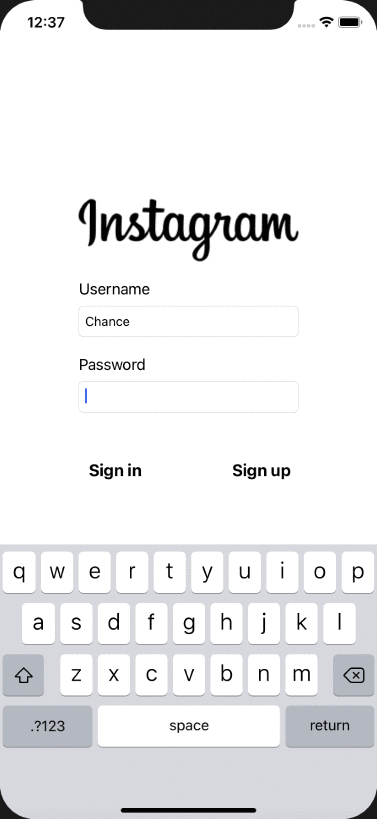 12:37
Instagram
Username
Chance
Password
Sign in Sign up
q w e r t y u i o p
a s d f g h j k l
z x c v b n m
.?123 space return